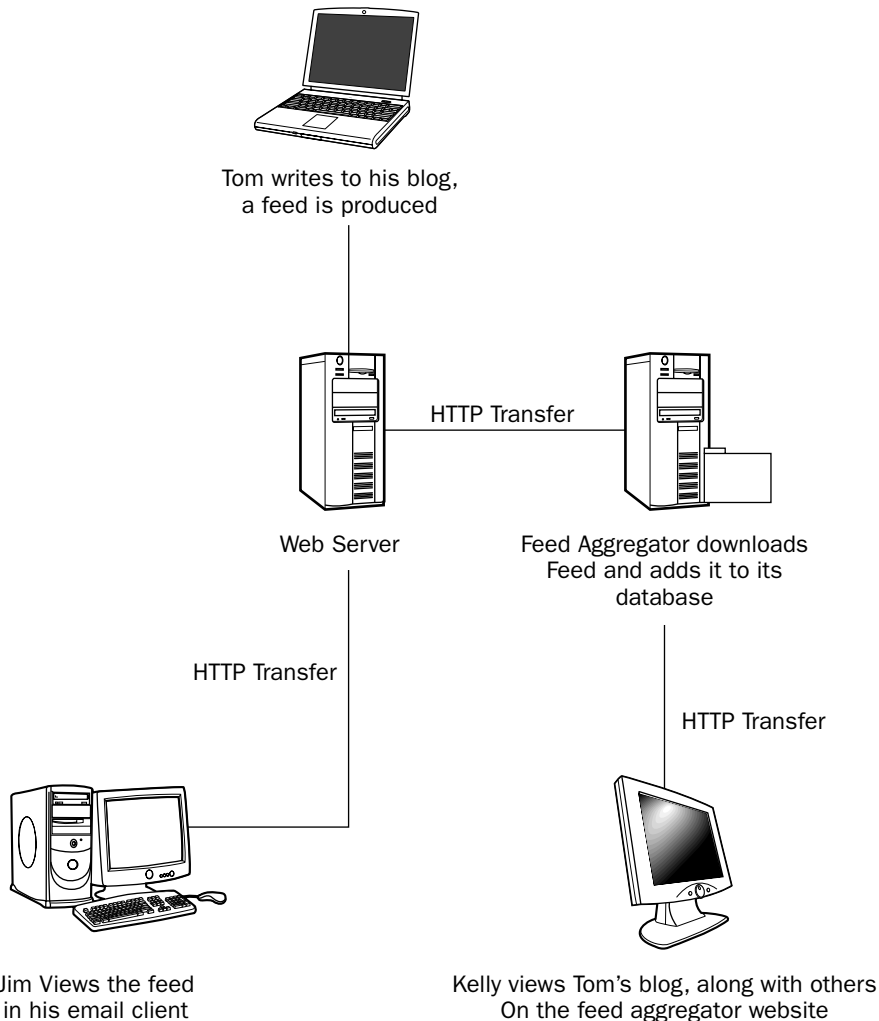 Tom writes to his blog,
a feed is produced
HTTP Transfer
Web Server
Feed Aggregator downloads
Feed and adds it to its
database
HTTP Transfer
HTTP Transfer
Jim Views the feed
in his email client
Kelly views Tom’s blog, along with others
On the feed aggregator website